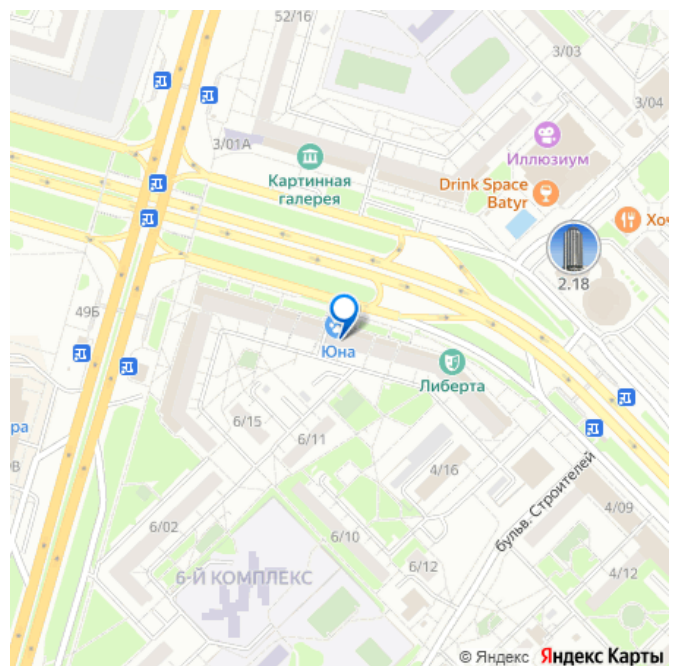 52/16
3/03
3/04
3/01А
Иллюзиум
Картинная
галерея
Drink Space
Batyr
Хоч
2.18
49Б
Юна
Либерта
ра
6/15
6/11
4/16
6/02
6/10
бульв. Строителей
4/09
6/12
4/12
6-Й КОМПЛЕКС
© Яндекс Яндекс Карты